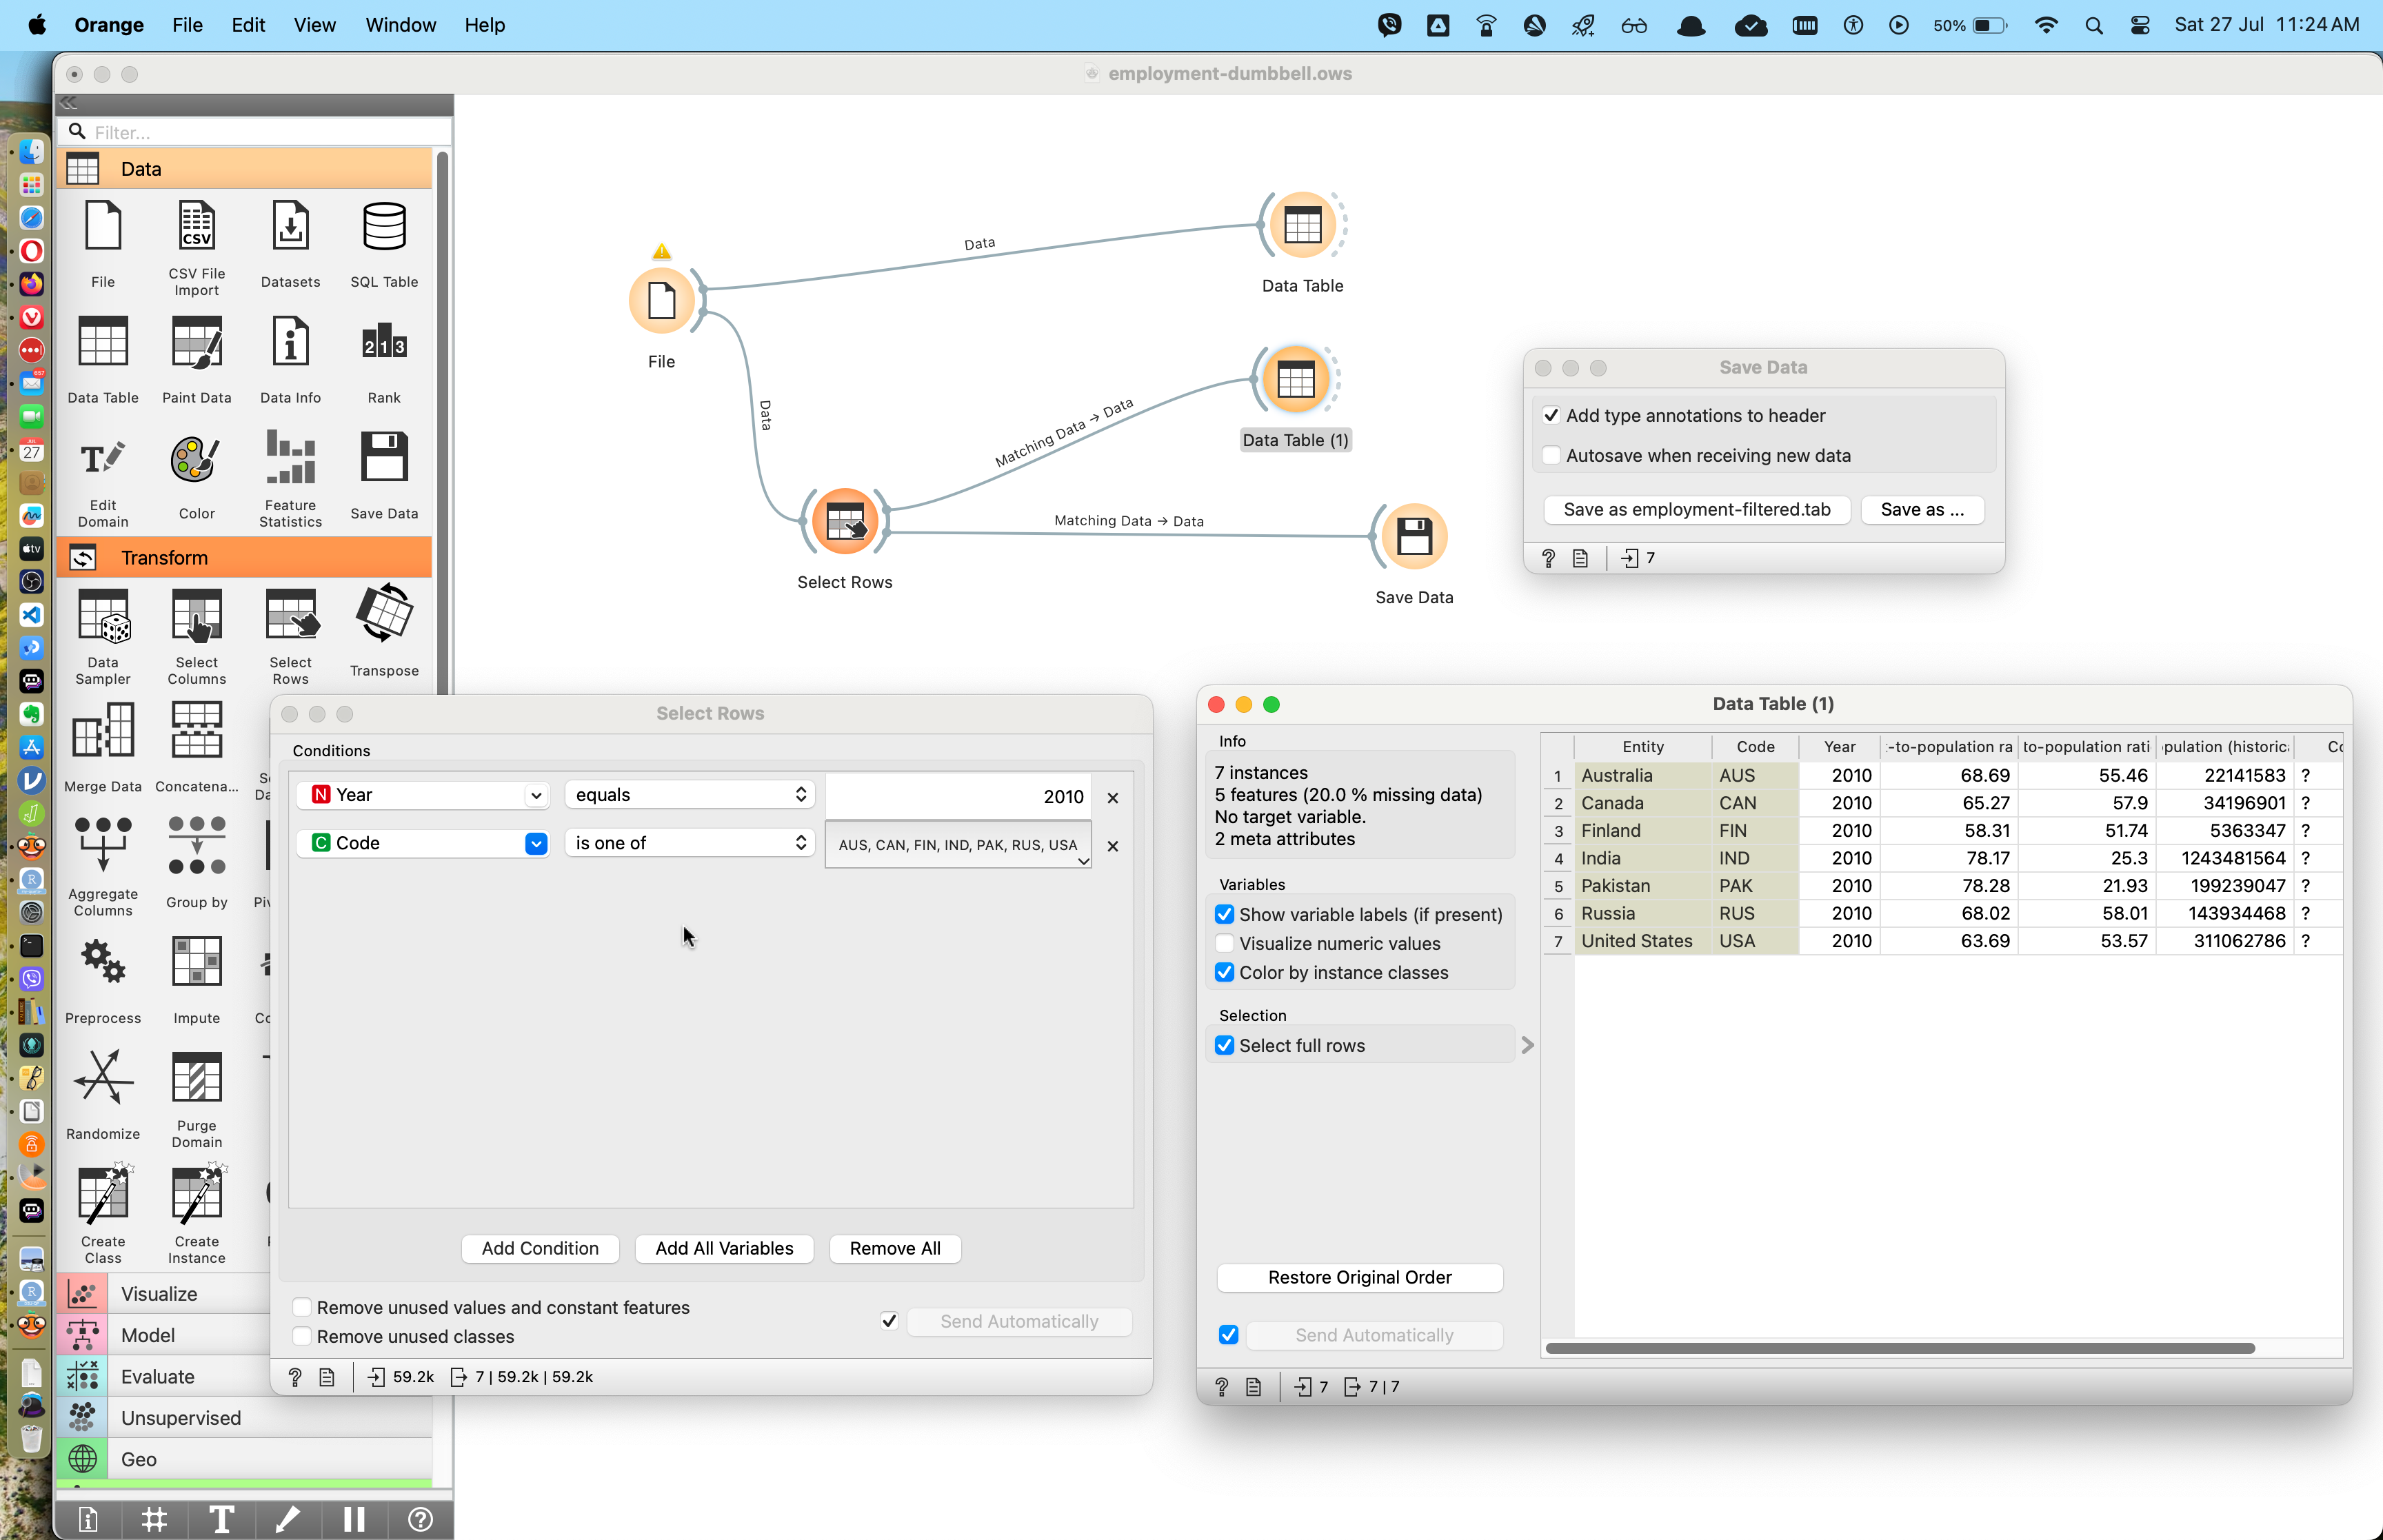 Orange File Edit View Window Help
50% Sat 27 Jul 11:24 AM
employment-dumbbell.ows
Filter...
Data
File
CSV File Import
Datasets
SQL Table
Data Table
Paint Data
Data Info
Rank
Edit Domain
Color
Feature Statistics
Save Data
Transform
Data Sampler
Select Columns
Select Rows
Transpose
Merge Data
Concatena...
Aggregate Columns
Group by
Preprocess
Impute
Randomize
Purge Domain
Create Class
Create Instance
Visualize
Model
Evaluate
Unsupervised
Geo
File
Data
Data
Data Table
Matching Data → Data
Data Table (1)
Select Rows
Matching Data → Data
Save Data
Save Data
Add type annotations to header
Autosave when receiving new data
Save as employment-filtered.tab
Save as ...
? 7
Select Rows
Conditions
N Year equals 2010 ×
C Code is one of AUS, CAN, FIN, IND, PAK, RUS, USA ×
Add Condition Add All Variables Remove All
Remove unused values and constant features
Remove unused classes
Send Automatically
? 59.2k 7 | 59.2k | 59.2k
Data Table (1)
Info
7 instances
5 features (20.0 % missing data)
No target variable.
2 meta attributes
Variables
Show variable labels (if present)
Visualize numeric values
Color by instance classes
Selection
Select full rows
Restore Original Order
Send Automatically
? 7 7 | 7
Entity Code Year :-to-population ra to-population rati pulation (historic
1 Australia AUS 2010 68.69 55.46 22141583 ?
2 Canada CAN 2010 65.27 57.9 34196901 ?
3 Finland FIN 2010 58.31 51.74 5363347 ?
4 India IND 2010 78.17 25.3 1243481564 ?
5 Pakistan PAK 2010 78.28 21.93 199239047 ?
6 Russia RUS 2010 68.02 58.01 143934468 ?
7 United States USA 2010 63.69 53.57 311062786 ?